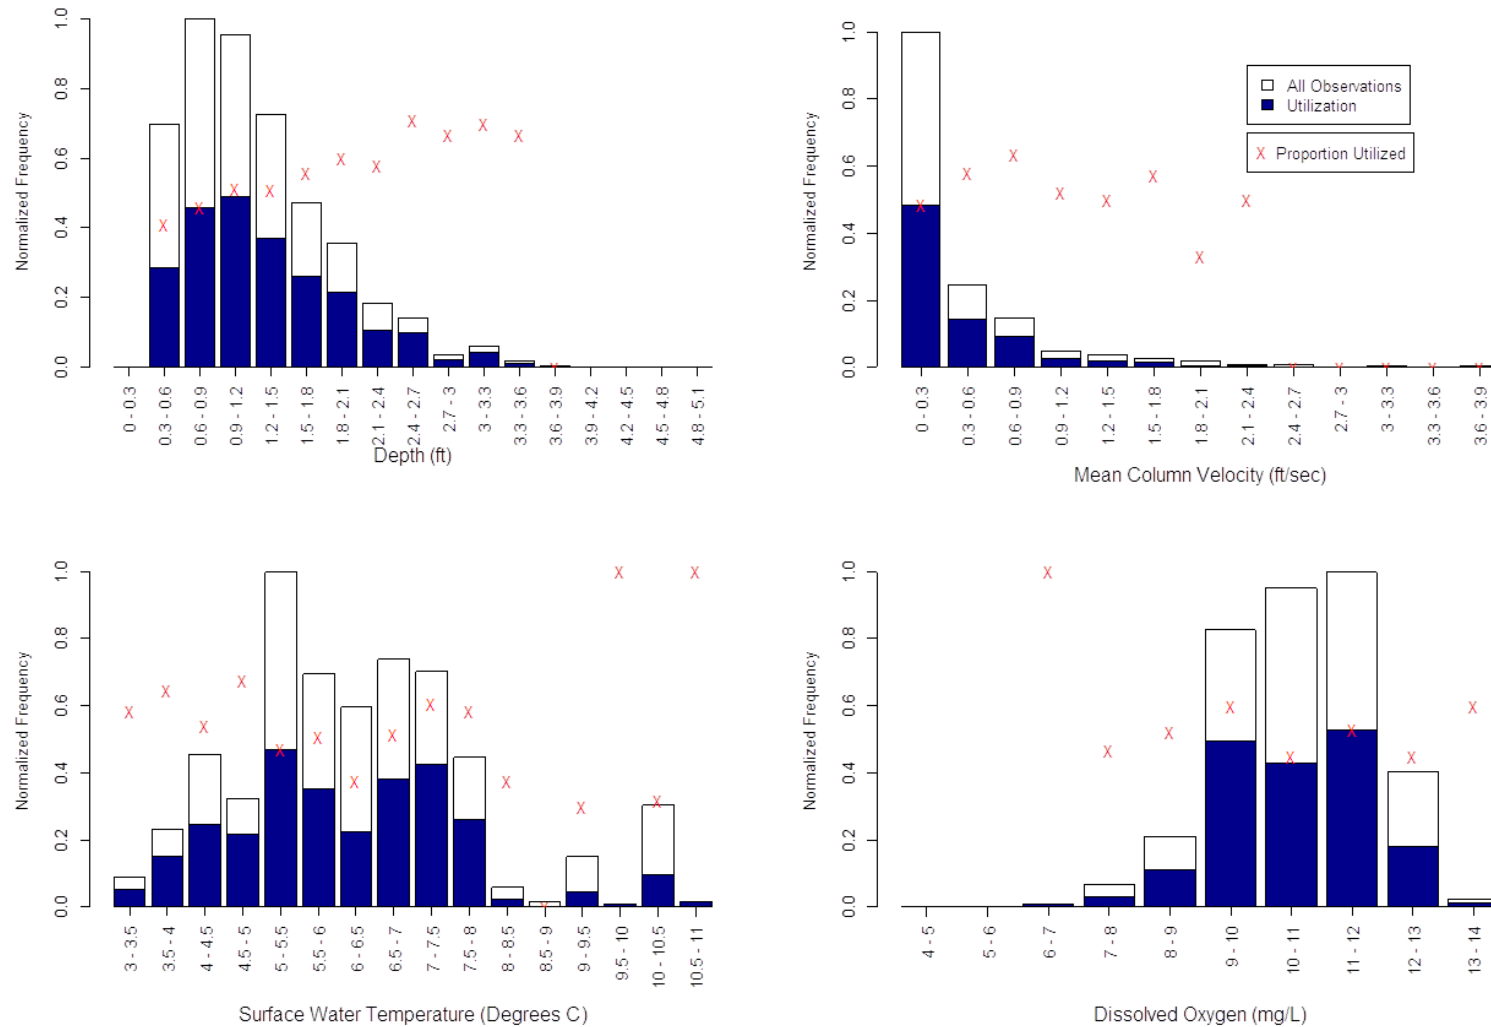 Normalized Frequency
1.0
0.8
0.6
0.4
0.2
0.0
0 - 0.3
0.3 - 0.6
0.6 - 0.9
0.9 - 1.2
1.2 - 1.5
1.5 - 1.8
1.8 - 2.1
2.1 - 2.4
2.4 - 2.7
2.7 - 3
3 - 3.3
3.3 - 3.6
3.6 - 3.9
3.9 - 4.2
4.2 - 4.5
4.5 - 4.8
4.8 - 5.1
Depth (ft)
Normalized Frequency
1.0
0.8
0.6
0.4
0.2
0.0
All Observations
Utilization
X Proportion Utilized
0 - 0.3
0.3 - 0.6
0.6 - 0.9
0.9 - 1.2
1.2 - 1.5
1.5 - 1.8
1.8 - 2.1
2.1 - 2.4
2.4 - 2.7
2.7 - 3
3 - 3.3
3.3 - 3.6
3.6 - 3.9
Mean Column Velocity (ft/sec)
Normalized Frequency
1.0
0.8
0.6
0.4
0.2
0.0
3 - 3.5
3.5 - 4
4 - 4.5
4.5 - 5
5 - 5.5
5.5 - 6
6 - 6.5
6.5 - 7
7 - 7.5
7.5 - 8
8 - 8.5
8.5 - 9
9 - 9.5
9.5 - 10
10 - 10.5
10.5 - 11
Surface Water Temperature (Degrees C)
Normalized Frequency
1.0
0.8
0.6
0.4
0.2
0.0
4 - 5
5 - 6
6 - 7
7 - 8
8 - 9
9 - 10
10 - 11
11 - 12
12 - 13
13 - 14
Dissolved Oxygen (mg/L)